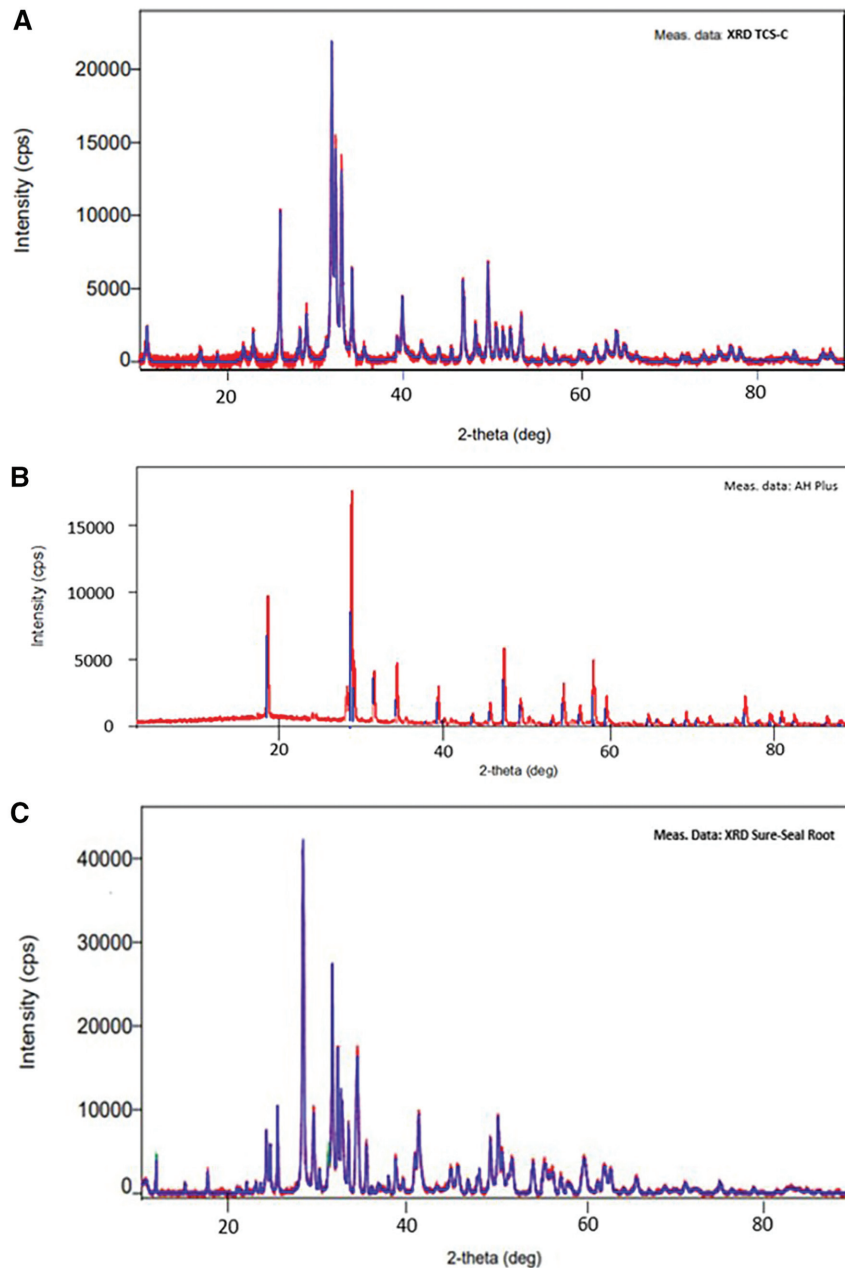 A
Meas. data: XRD TCS-C
Intensity (cps)
20000
15000
10000
5000
0
20 40 60 80
2-theta (deg)
B
Meas. data: AH Plus
Intensity (cps)
15000
10000
5000
0
20 40 60 80
2-theta (deg)
C
Meas. Data: XRD Sure-Seal Root
Intensity (cps)
40000
30000
20000
10000
0
20 40 60 80
2-theta (deg)